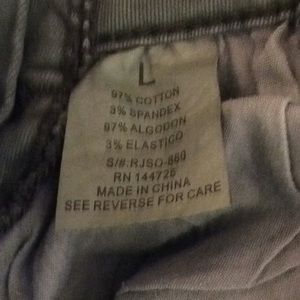 L
97% COTTON
3% SPANDEX
97% ALGODON
3% ELASTICO
S/#:RJSO-860
RN 144725
MADE IN CHINA
SEE REVERSE FOR CARE